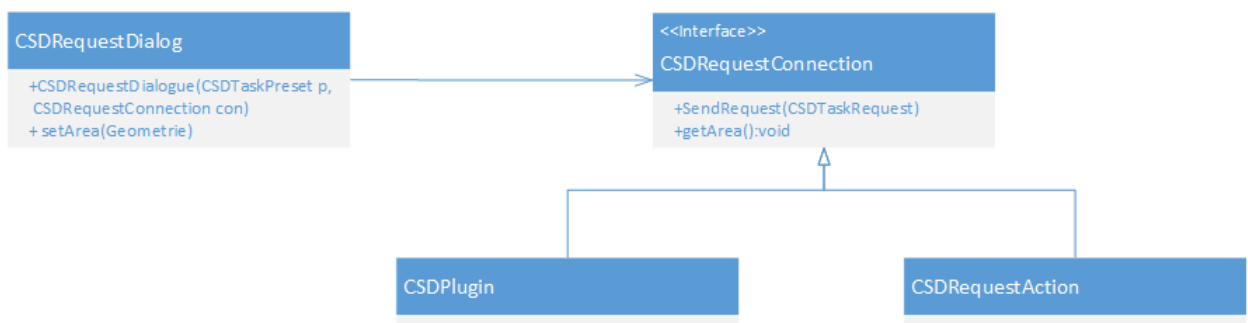 CSDRequestDialog
+CSDRequestDialogue(CSDTaskPreset p,
CSDRequestConnection con)
+ setArea(Geometrie)
<<Interface>>
CSDRequestConnection
+SendRequest(CSDTaskRequest)
+getArea():void
CSDPlugin
CSDRequestAction